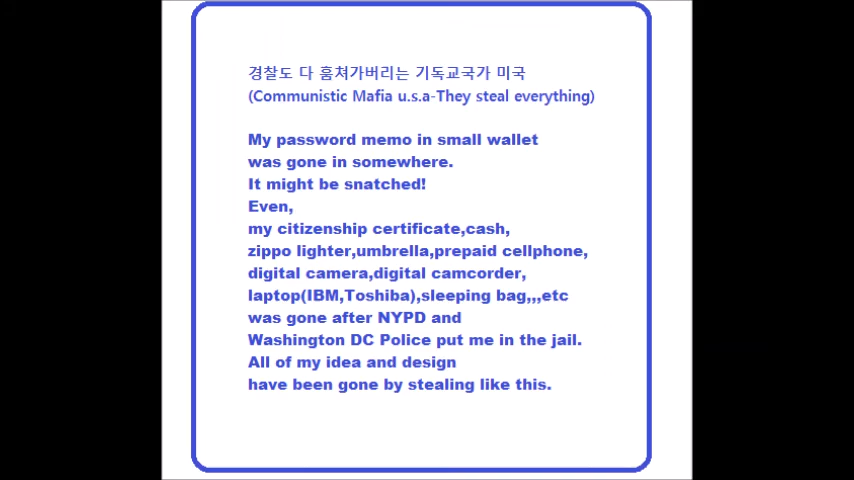 경찰도 다 훔쳐가버리는 기독교국가 미국
(Communistic Mafia u.s.a-They steal everything)
My password memo in small wallet
was gone in somewhere.
It might be snatched!
Even,
my citizenship certificate,cash,
zippo lighter,umbrella,prepaid cellphone,
digital camera,digital camcorder,
laptop(IBM,Toshiba),sleeping bag,,,etc
was gone after NYPD and
Washington DC Police put me in the jail.
All of my idea and design
have been gone by stealing like this.